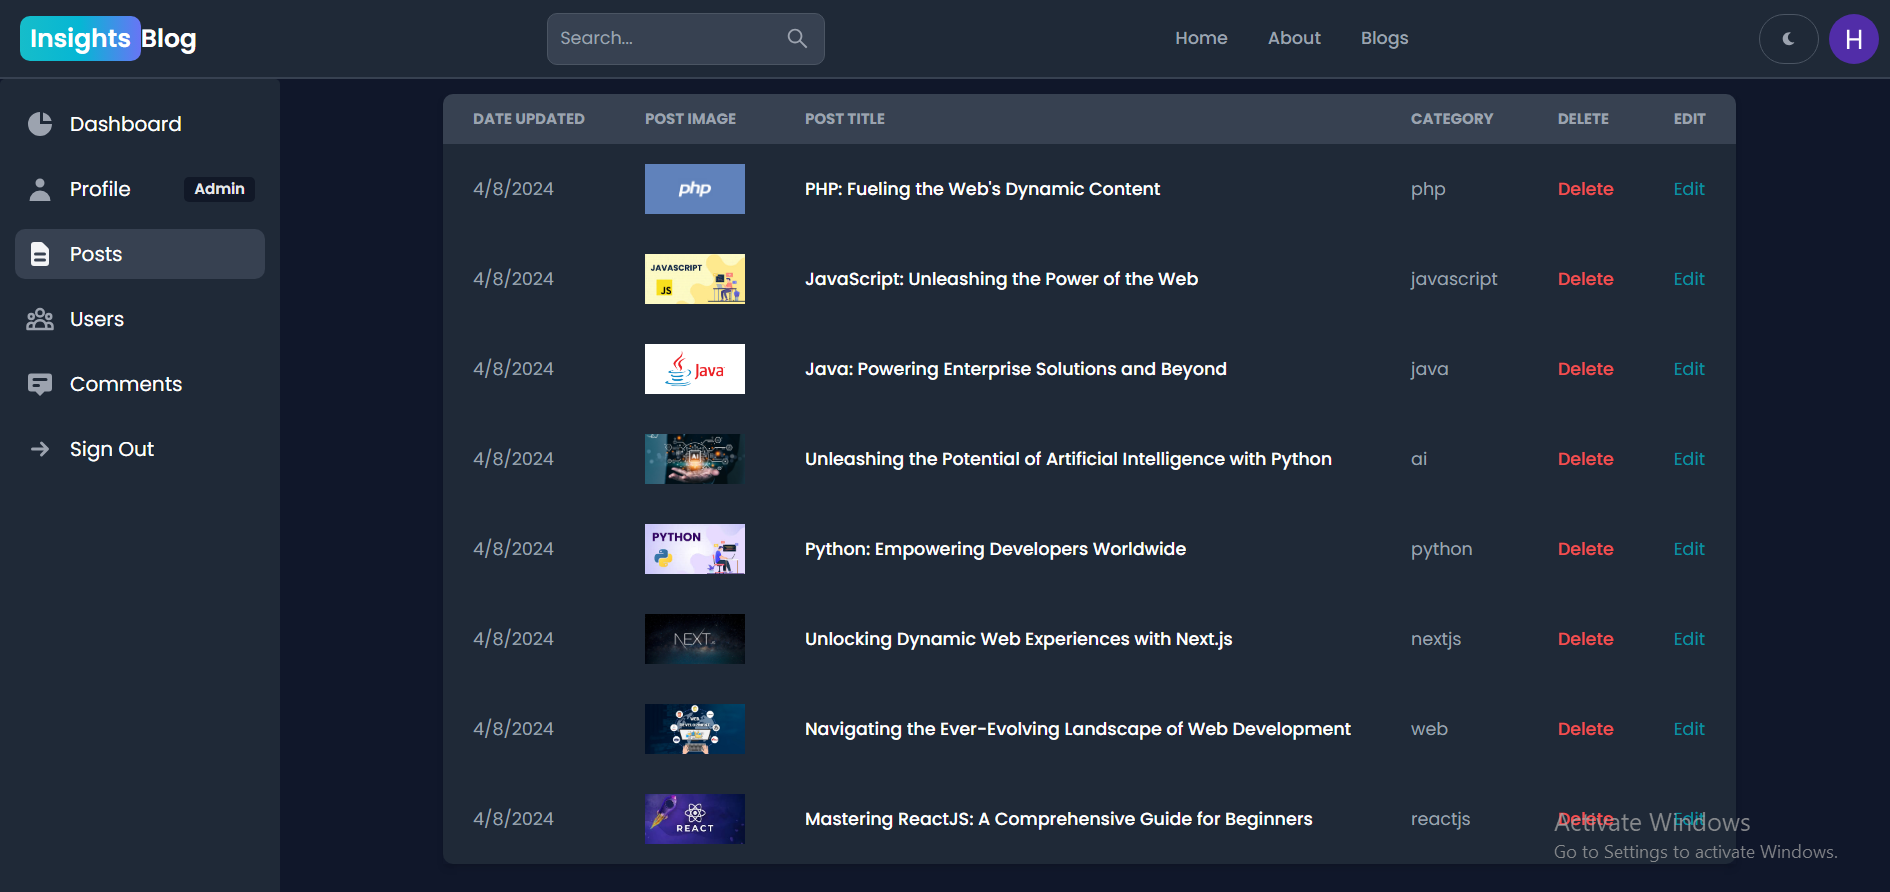 Insights Blog
Search...
Home About Blogs
H
Dashboard
Profile Admin
Posts
Users
Comments
Sign Out
DATE UPDATED POST IMAGE POST TITLE CATEGORY DELETE EDIT
4/8/2024 php PHP: Fueling the Web's Dynamic Content php Delete Edit
4/8/2024 JAVASCRIPT JS JavaScript: Unleashing the Power of the Web javascript Delete Edit
4/8/2024 Java Java: Powering Enterprise Solutions and Beyond java Delete Edit
4/8/2024 AI Unleashing the Potential of Artificial Intelligence with Python ai Delete Edit
4/8/2024 PYTHON Python: Empowering Developers Worldwide python Delete Edit
4/8/2024 NEXT Unlocking Dynamic Web Experiences with Next.js nextjs Delete Edit
4/8/2024 WEB DEVELOPMENT Navigating the Ever-Evolving Landscape of Web Development web Delete Edit
4/8/2024 REACT Mastering ReactJS: A Comprehensive Guide for Beginners reactjs Delete Edit
Activate Windows
Go to Settings to activate Windows.